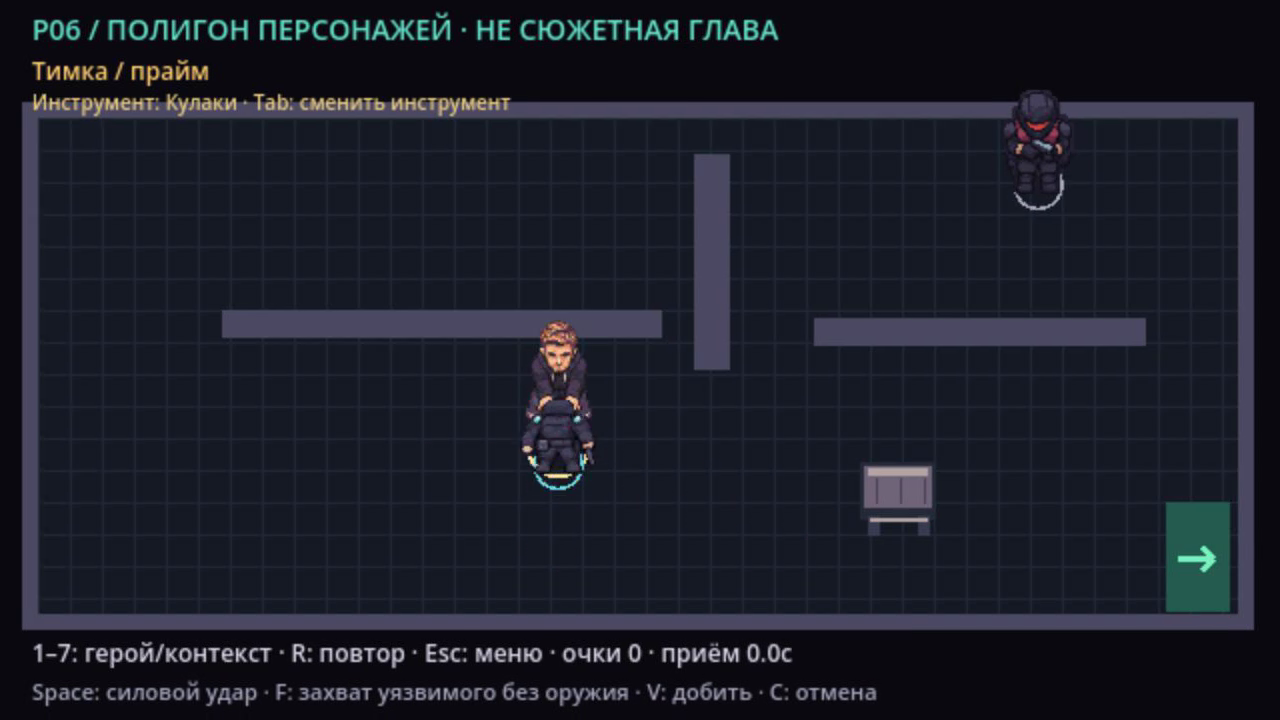 P06 / ПОЛИГОН ПЕРСОНАЖЕЙ · НЕ СЮЖЕТНАЯ ГЛАВА
Тимка / прайм
Инструмент: Кулаки · Tab: сменить инструмент
→
1–7: герой/контекст · R: повтор · Esc: меню · очки 0 · приём 0.0с
Space: силовой удар · F: захват уязвимого без оружия · V: добить · C: отмена